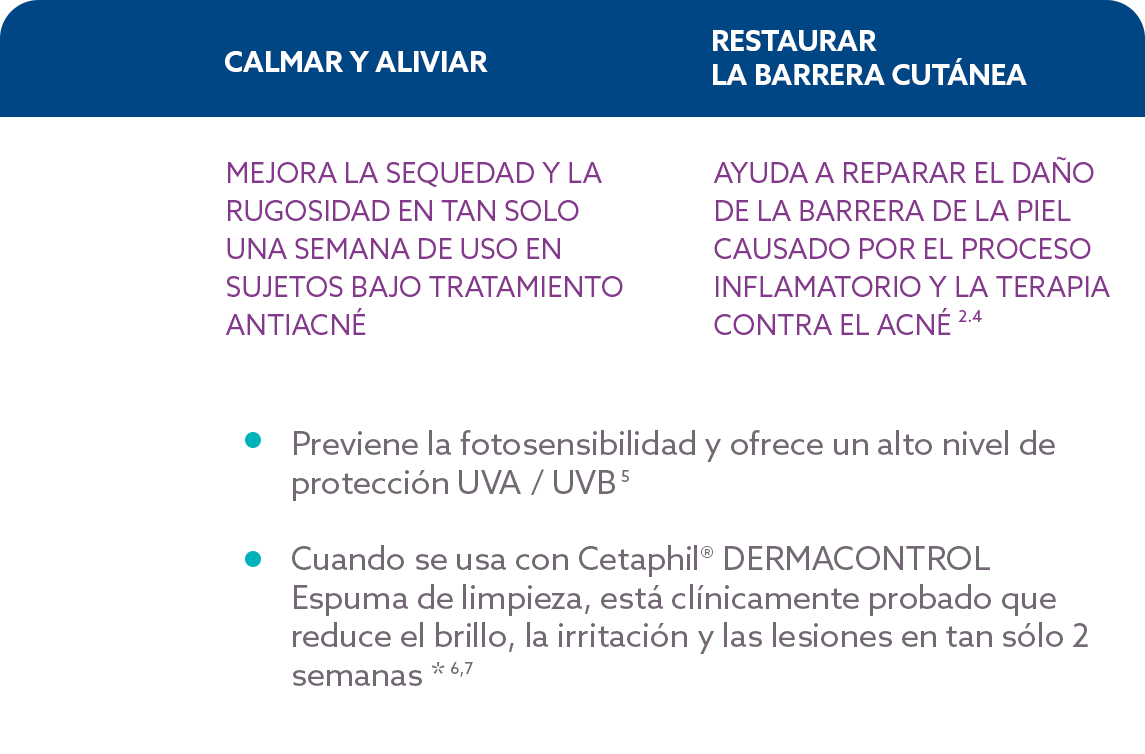 CALMAR Y ALIVIAR
RESTAURAR
LA BARRERA CUTÁNEA
MEJORA LA SEQUEDAD Y LA
RUGOSIDAD EN TAN SOLO
UNA SEMANA DE USO EN
SUJETOS BAJO TRATAMIENTO
ANTIACNÉ
AYUDA A REPARAR EL DAÑO
DE LA BARRERA DE LA PIEL
CAUSADO POR EL PROCESO
INFLAMATORIO Y LA TERAPIA
CONTRA EL ACNÉ 2.4
Previene la fotosensibilidad y ofrece un alto nivel de
protección UVA / UVB 5
Cuando se usa con Cetaphil® DERMACONTROL
Espuma de limpieza, está clínicamente probado que
reduce el brillo, la irritación y las lesiones en tan sólo 2
semanas * 6,7